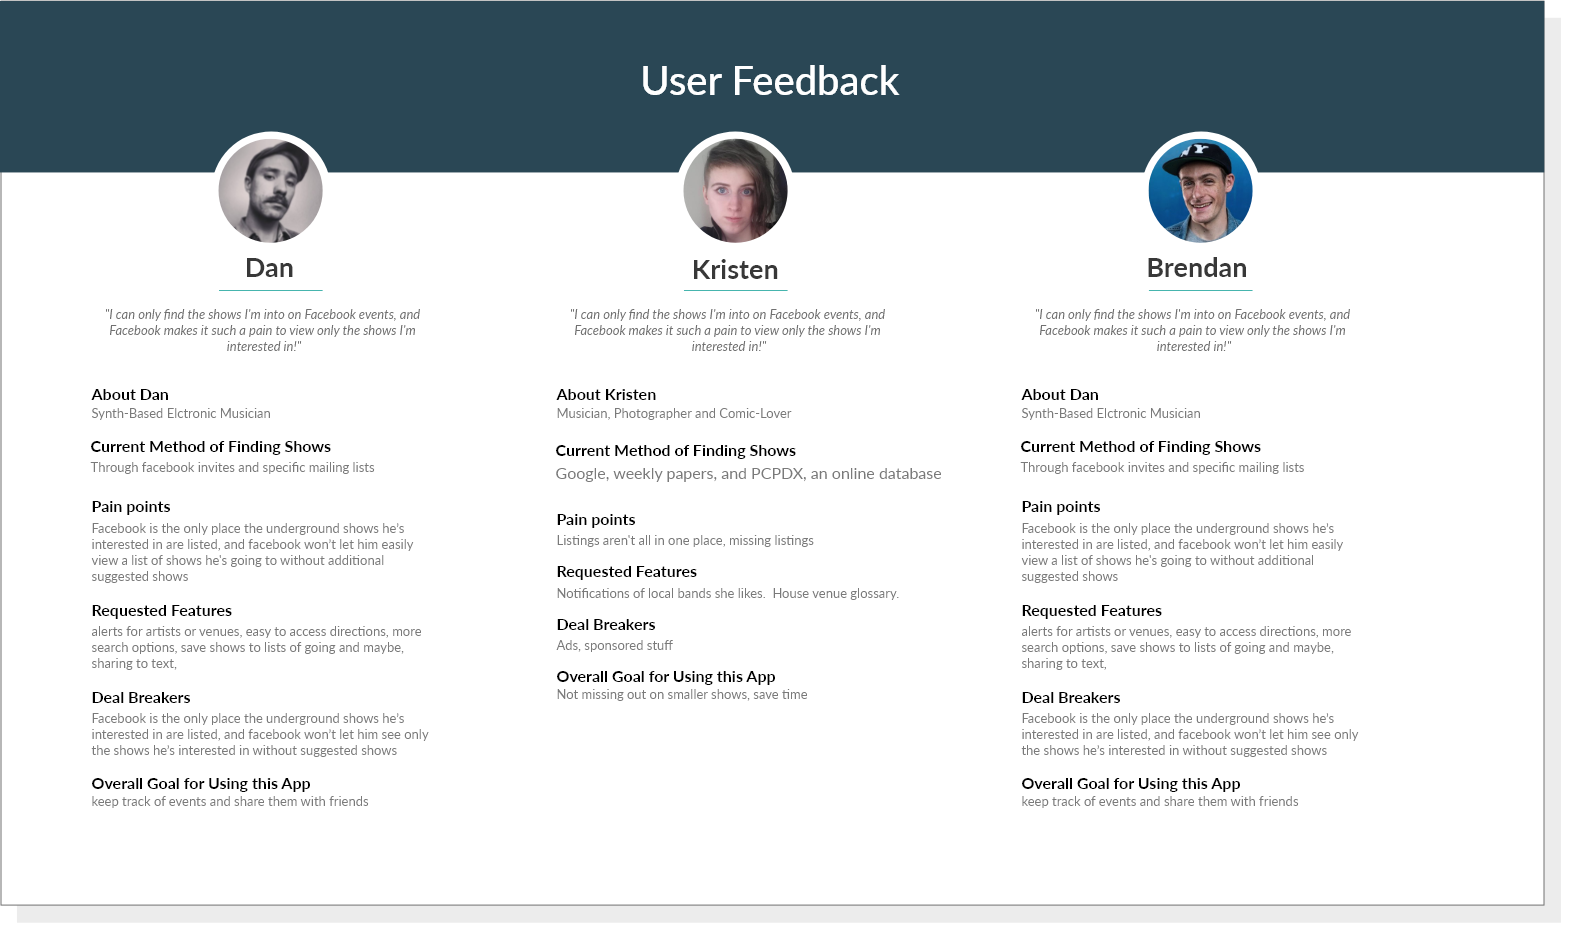 User Feedback
NY
Dan
"I can only find the shows I'm into on Facebook events, and
Facebook makes it such a pain to view only the shows I'm
interested in!"
About Dan
Synth-Based Elctronic Musician
Current Method of Finding Shows
Through facebook invites and specific mailing lists
Pain points
Facebook is the only place the underground shows he's
interested in are listed, and facebook won't let him easily
view a list of shows he's going to without additional
suggested shows
Requested Features
alerts for artists or venues, easy to access directions, more
search options, save shows to lists of going and maybe,
sharing to text,
Deal Breakers
Facebook is the only place the underground shows he's
interested in are listed, and facebook won't let him see only
the shows he's interested in without suggested shows
Overall Goal for Using this App
keep track of events and share them with friends
Kristen
"I can only find the shows I'm into on Facebook events, and
Facebook makes it such a pain to view only the shows I'm
interested in!"
About Kristen
Musician, Photographer and Comic-Lover
Current Method of Finding Shows
Google, weekly papers, and PCPDX, an online database
Pain points
Listings aren't all in one place, missing listings
Requested Features
Notifications of local bands she likes.  House venue glossary.
Deal Breakers
Ads, sponsored stuff
Overall Goal for Using this App
Not missing out on smaller shows, save time
Brendan
"I can only find the shows I'm into on Facebook events, and
Facebook makes it such a pain to view only the shows I'm
interested in!"
About Dan
Synth-Based Elctronic Musician
Current Method of Finding Shows
Through facebook invites and specific mailing lists
Pain points
Facebook is the only place the underground shows he's
interested in are listed, and facebook won't let him easily
view a list of shows he's going to without additional
suggested shows
Requested Features
alerts for artists or venues, easy to access directions, more
search options, save shows to lists of going and maybe,
sharing to text,
Deal Breakers
Facebook is the only place the underground shows he's
interested in are listed, and facebook won't let him see only
the shows he's interested in without suggested shows
Overall Goal for Using this App
keep track of events and share them with friends